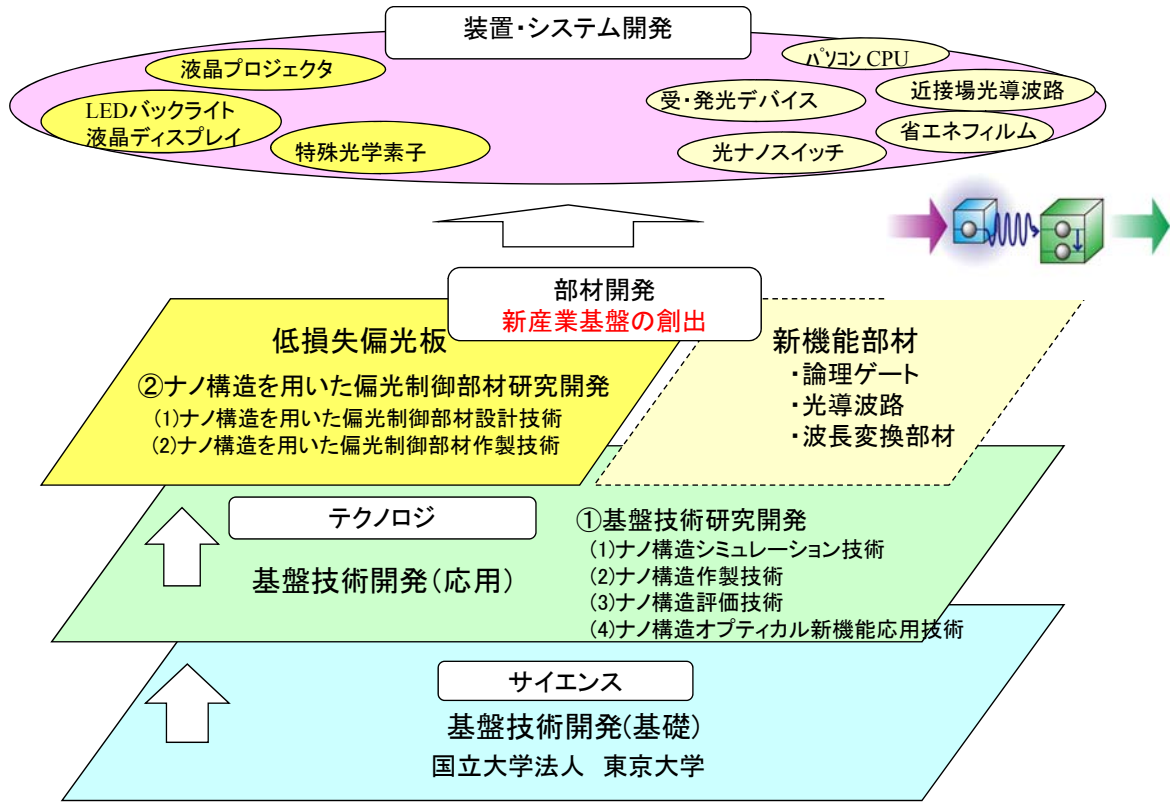 装置・システム開発
液晶プロジェクタ
LEDバックライト
液晶ディスプレイ
特殊光学素子
パソコン CPU
受・発光デバイス
近接場光導波路
省エネフィルム
光ナノスイッチ
部材開発
新産業基盤の創出
低損失偏光板
②ナノ構造を用いた偏光制御部材研究開発
(1)ナノ構造を用いた偏光制御部材設計技術
(2)ナノ構造を用いた偏光制御部材作製技術
新機能部材
・論理ゲート
・光導波路
・波長変換部材
テクノロジ
基盤技術開発(応用)
①基盤技術研究開発
(1)ナノ構造シミュレーション技術
(2)ナノ構造作製技術
(3)ナノ構造評価技術
(4)ナノ構造オプティカル新機能応用技術
サイエンス
基盤技術開発(基礎)
国立大学法人 東京大学